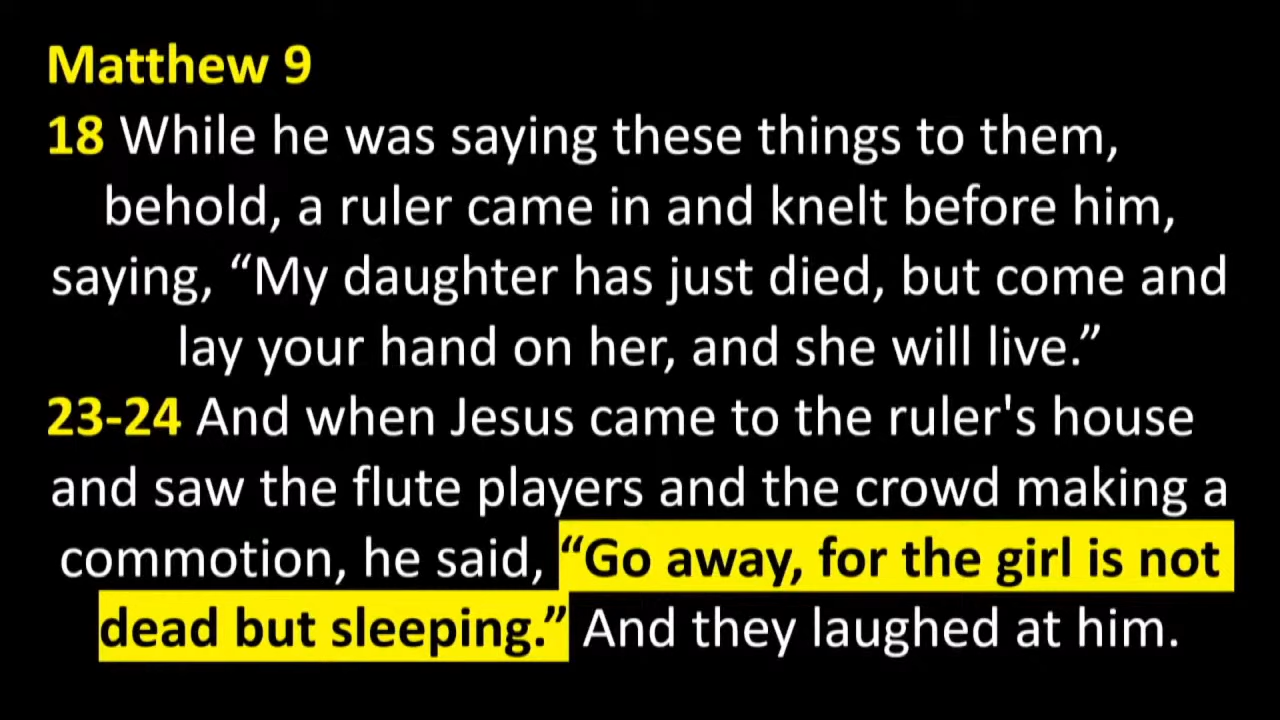 Matthew 9
18 While he was saying these things to them,
behold, a ruler came in and knelt before him,
saying, “My daughter has just died, but come and
lay your hand on her, and she will live.”
23-24 And when Jesus came to the ruler's house
and saw the flute players and the crowd making a
commotion, he said, “Go away, for the girl is not
dead but sleeping.” And they laughed at him.